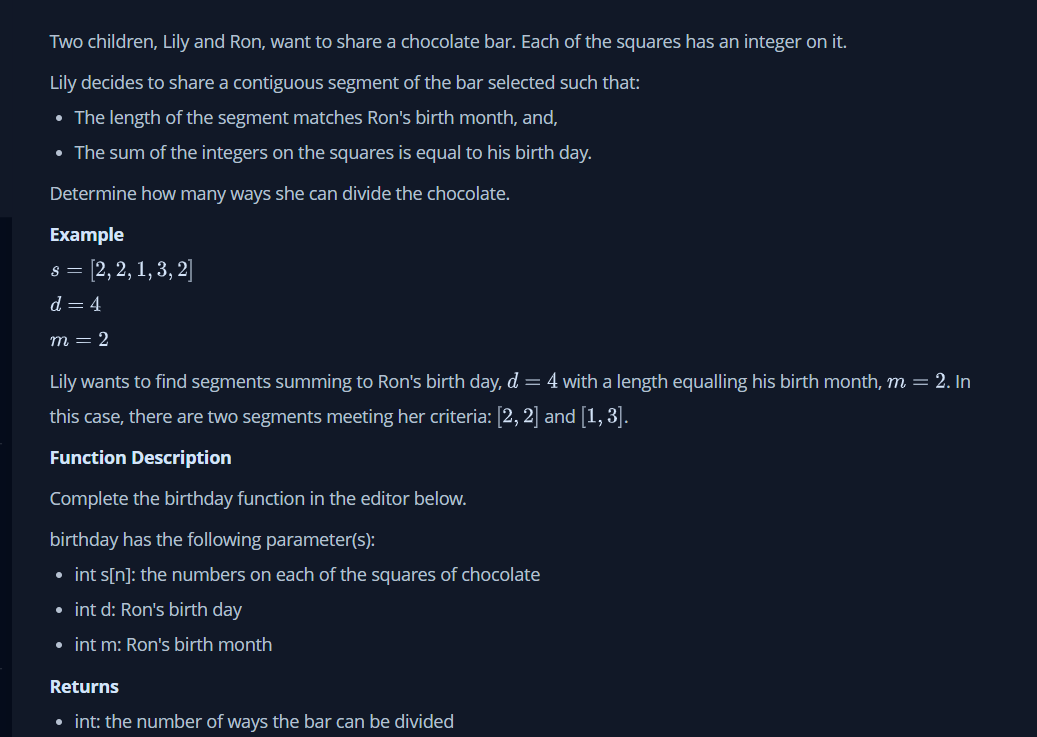 Two children, Lily and Ron, want to share a chocolate bar. Each of the squares has an integer on it.
Lily decides to share a contiguous segment of the bar selected such that:
• The length of the segment matches Ron's birth month, and,
• The sum of the integers on the squares is equal to his birth day.
Determine how many ways she can divide the chocolate.
Example
s = [2, 2, 1, 3, 2]
d = 4
m = 2
Lily wants to find segments summing to Ron's birth day, d = 4 with a length equalling his birth month, m = 2. In
this case, there are two segments meeting her criteria: [2, 2] and [1, 3].
Function Description
Complete the birthday function in the editor below.
birthday has the following parameter(s):
• int s[n]: the numbers on each of the squares of chocolate
• int d: Ron's birth day
• int m: Ron's birth month
Returns
• int: the number of ways the bar can be divided